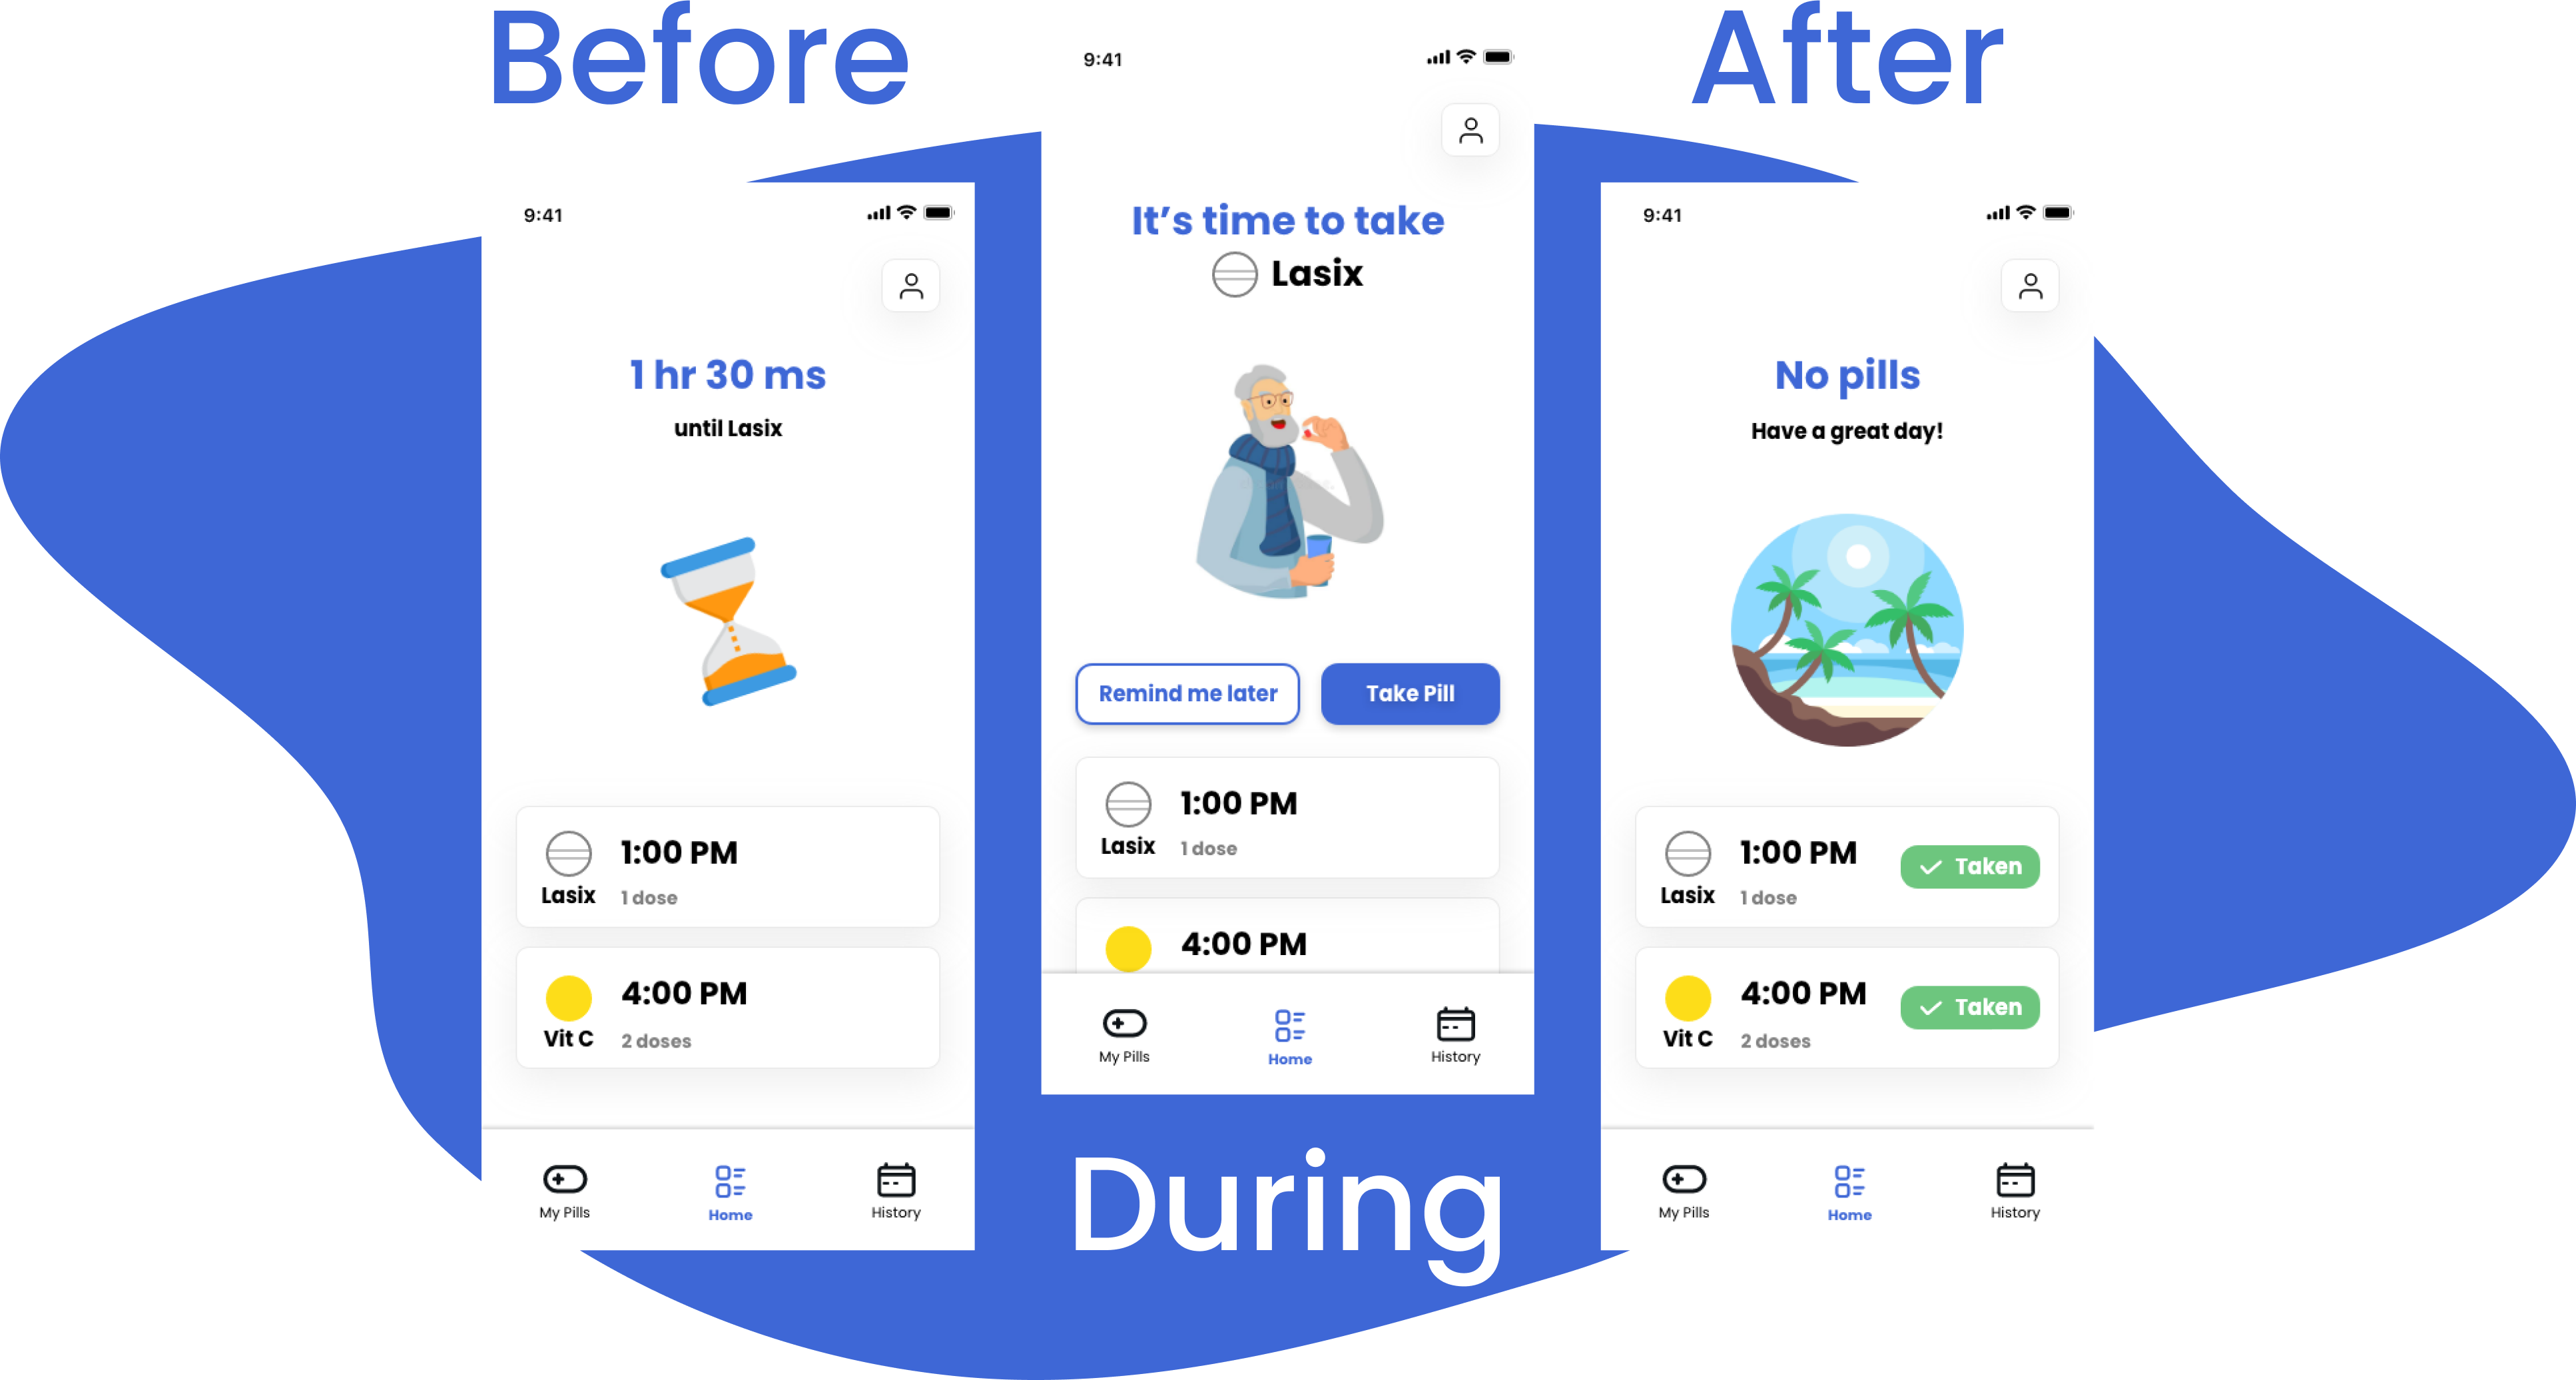 Before
9:41
1 hr 30 ms
until Lasix
1:00 PM
Lasix
1 dose
4:00 PM
Vit C
2 doses
My Pills
Home
History
9:41
It's time to take
Lasix
Remind me later
Take Pill
1:00 PM
Lasix
1 dose
4:00 PM
My Pills
Home
History
During
After
9:41
No pills
Have a great day!
1:00 PM
Taken
Lasix
1 dose
4:00 PM
Taken
Vit C
2 doses
My Pills
Home
History